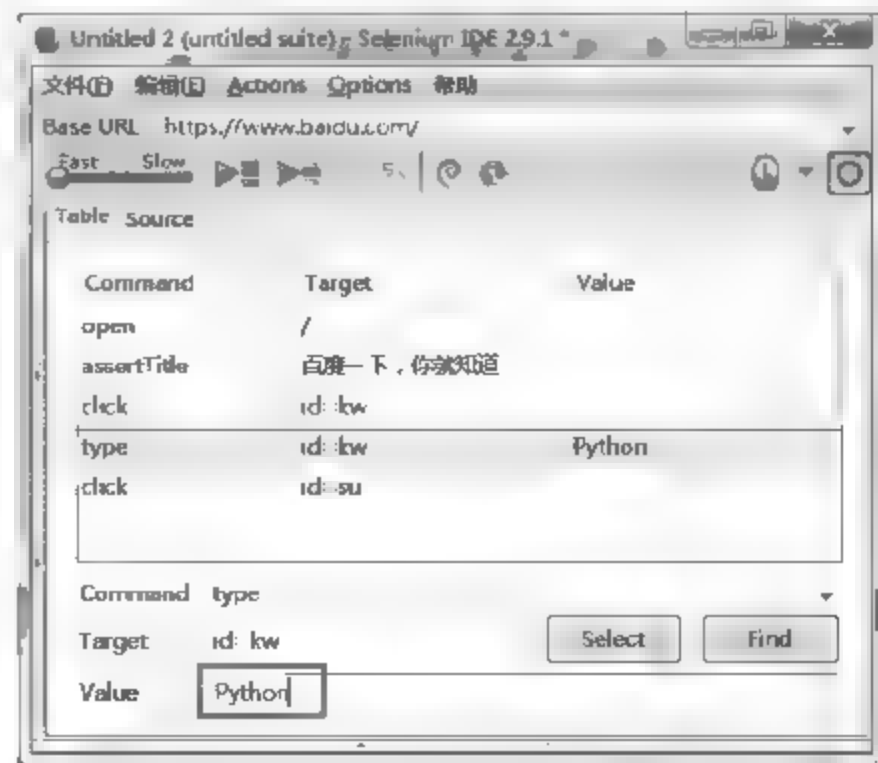 Untitled 2 (untitled suite) - Selenium IDE 2.9.1 *
文件(F) 编辑(E) Actions Options 帮助
Base URL https://www.baidu.com/
Fast Slow
Table Source
Command Target Value
open /
assertTitle 百度一下，你就知道
click id=kw
type id=kw Python
click id=su
Command type
Target id=kw Select Find
Value Python